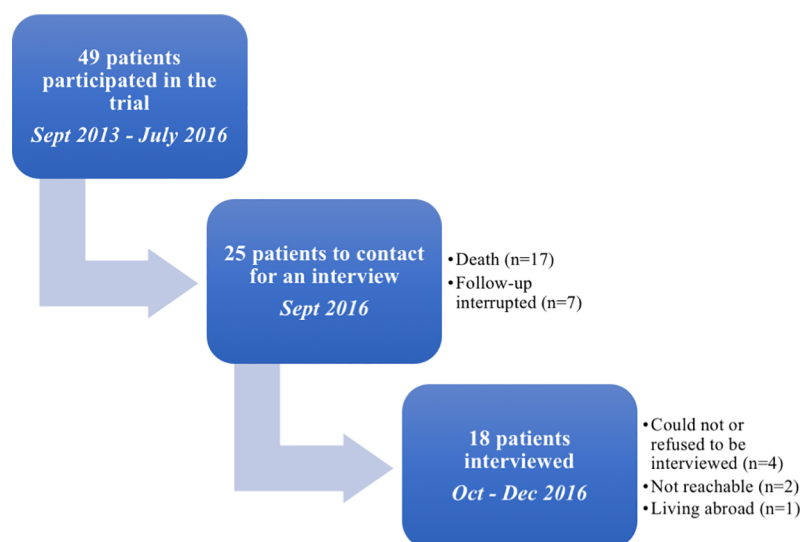 49 patients
participated in the
trial
Sept 2013 - July 2016
25 patients to contact
for an interview
Sept 2016
•Death (n=17)
•Follow-up
interrupted (n=7)
18 patients
interviewed
Oct - Dec 2016
•Could not or
refused to be
interviewed (n=4)
•Not reachable (n=2)
•Living abroad (n=1)